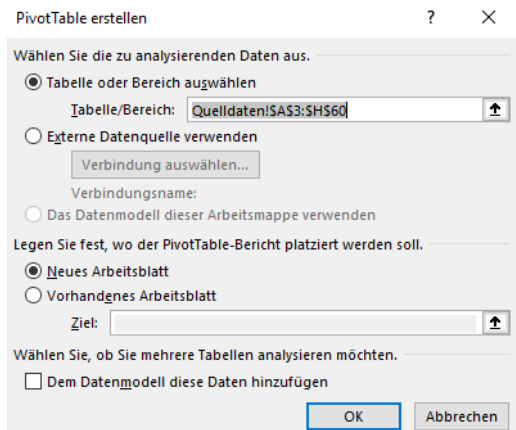 PivotTable erstellen ?
Wählen Sie die zu analysierenden Daten aus.
Tabelle oder Bereich auswählen
Tabelle/Bereich: Quelldaten!$A$3:$H$60
Externe Datenquelle verwenden
Verbindung auswählen...
Verbindungsname:
Das Datenmodell dieser Arbeitsmappe verwenden
Legen Sie fest, wo der PivotTable-Bericht platziert werden soll.
Neues Arbeitsblatt
Vorhandenes Arbeitsblatt
Ziel:
Wählen Sie, ob Sie mehrere Tabellen analysieren möchten.
Dem Datenmodell diese Daten hinzufügen
OK Abbrechen